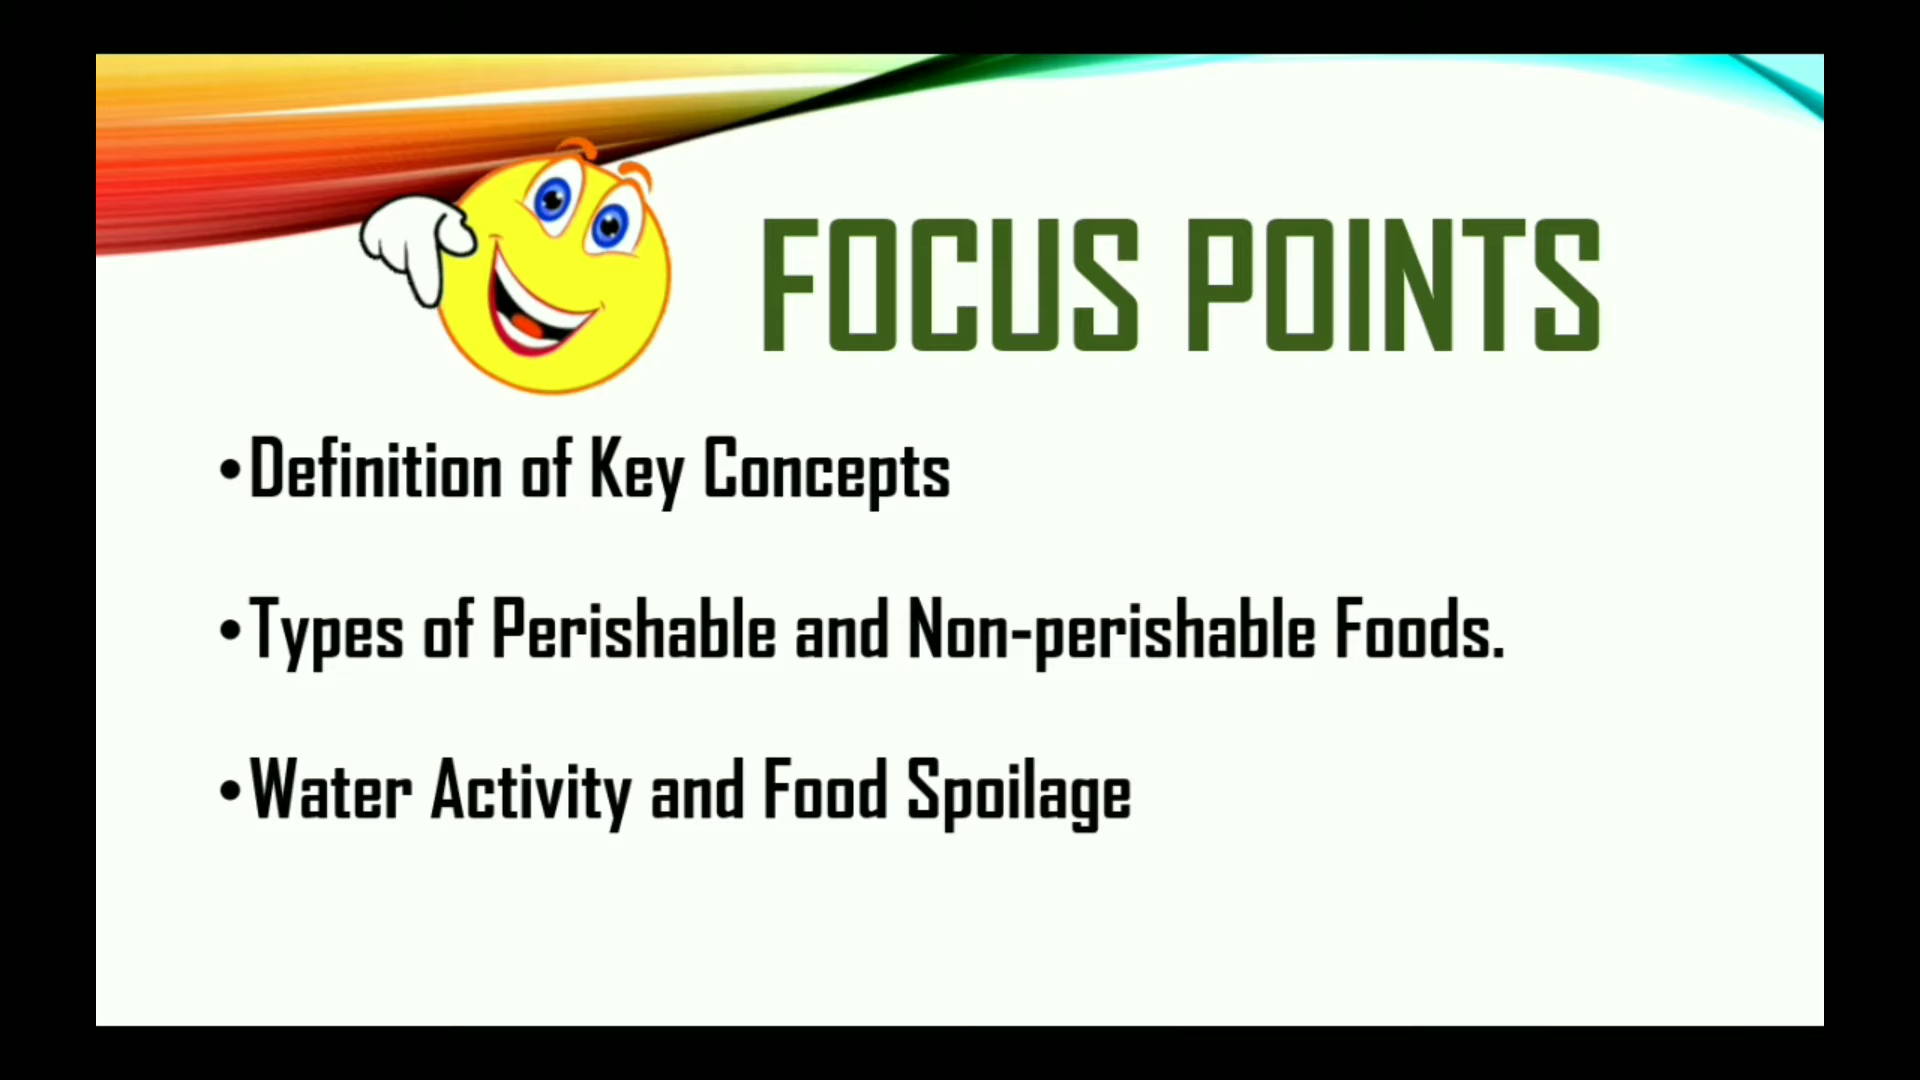 FOCUS POINTS
•Definition of Key Concepts
•Types of Perishable and Non-perishable Foods.
•Water Activity and Food Spoilage